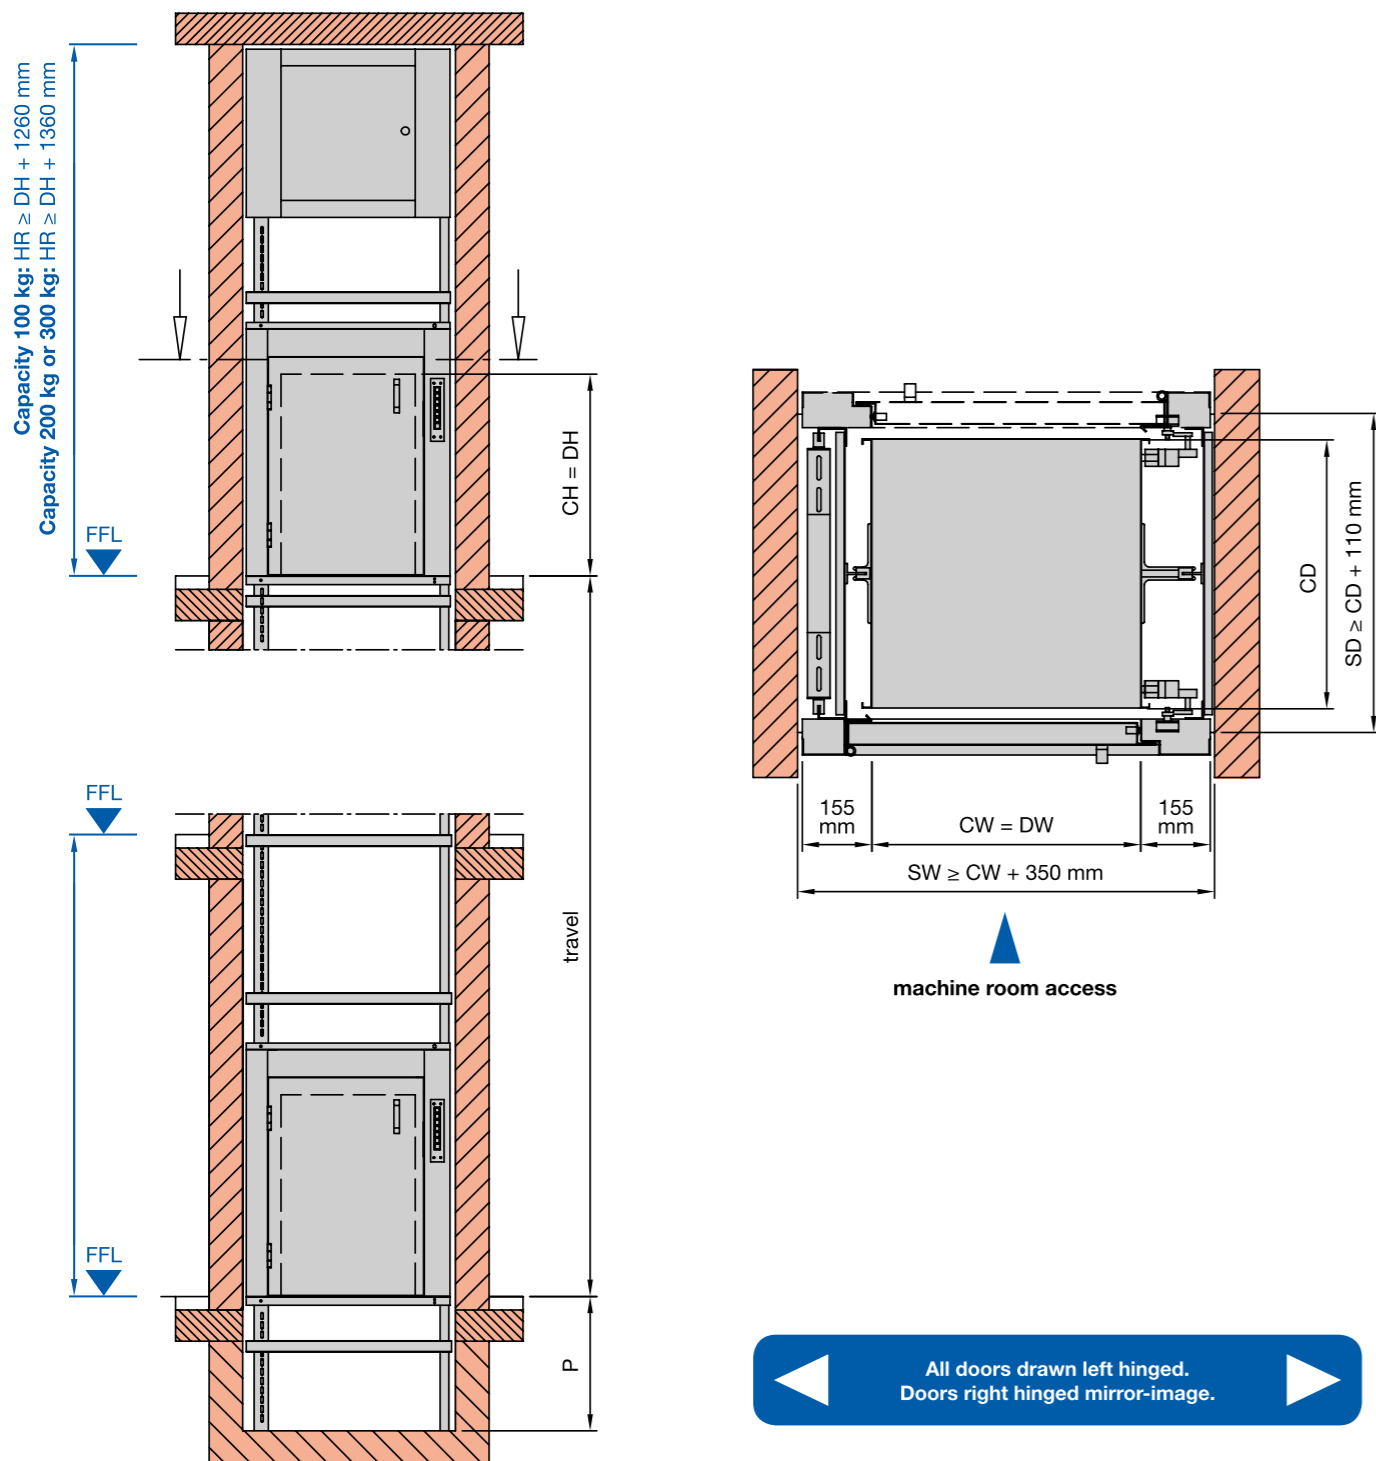 Capacity 100 kg: HR ≥ DH + 1260 mm
Capacity 200 kg or 300 kg: HR ≥ DH + 1360 mm
FFL
CH = DH
FFL
travel
FFL
P
CD
SD ≥ CD + 110 mm
155 mm
CW = DW
155 mm
SW ≥ CW + 350 mm
machine room access
All doors drawn left hinged.
Doors right hinged mirror-image.